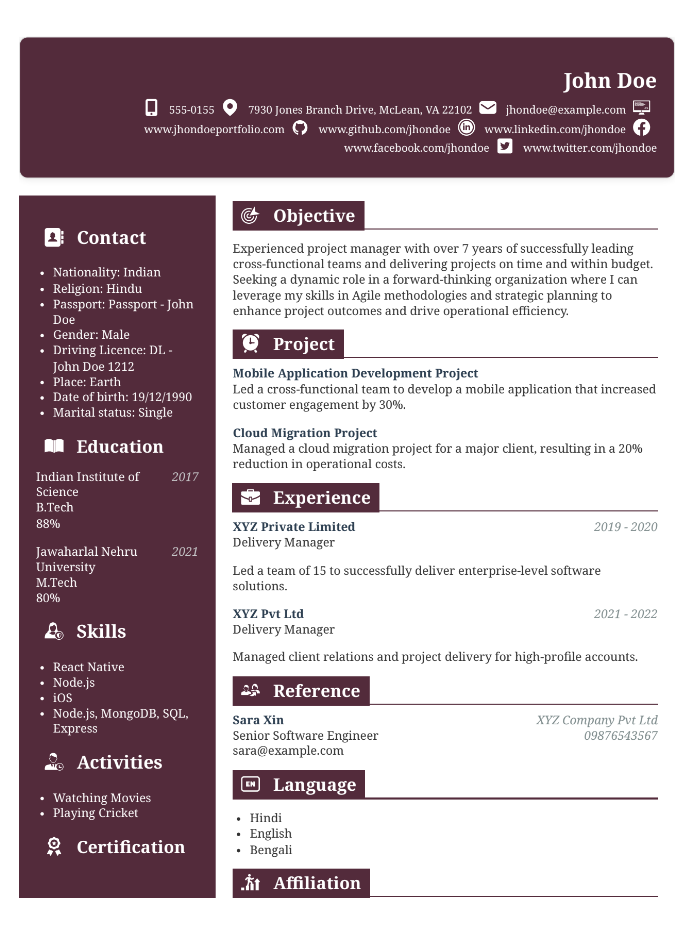 John Doe
555-0155 7930 Jones Branch Drive, McLean, VA 22102 jhondoe@example.com
www.jhondoeportfolio.com www.github.com/jhondoe www.linkedin.com/jhondoe
www.facebook.com/jhondoe www.twitter.com/jhondoe
Contact
• Nationality: Indian
• Religion: Hindu
• Passport: Passport - John
Doe
• Gender: Male
• Driving Licence: DL -
John Doe 1212
• Place: Earth
• Date of birth: 19/12/1990
• Marital status: Single
Education
Indian Institute of 2017
Science
B.Tech
88%
Jawaharlal Nehru 2021
University
M.Tech
80%
Skills
• React Native
• Node.js
• iOS
• Node.js, MongoDB, SQL,
Express
Activities
• Watching Movies
• Playing Cricket
Certification
Objective
Experienced project manager with over 7 years of successfully leading
cross-functional teams and delivering projects on time and within budget.
Seeking a dynamic role in a forward-thinking organization where I can
leverage my skills in Agile methodologies and strategic planning to
enhance project outcomes and drive operational efficiency.
Project
Mobile Application Development Project
Led a cross-functional team to develop a mobile application that increased
customer engagement by 30%.
Cloud Migration Project
Managed a cloud migration project for a major client, resulting in a 20%
reduction in operational costs.
Experience
XYZ Private Limited 2019 - 2020
Delivery Manager
Led a team of 15 to successfully deliver enterprise-level software
solutions.
XYZ Pvt Ltd 2021 - 2022
Delivery Manager
Managed client relations and project delivery for high-profile accounts.
Reference
Sara Xin XYZ Company Pvt Ltd
Senior Software Engineer 09876543567
sara@example.com
EN Language
• Hindi
• English
• Bengali
Affiliation